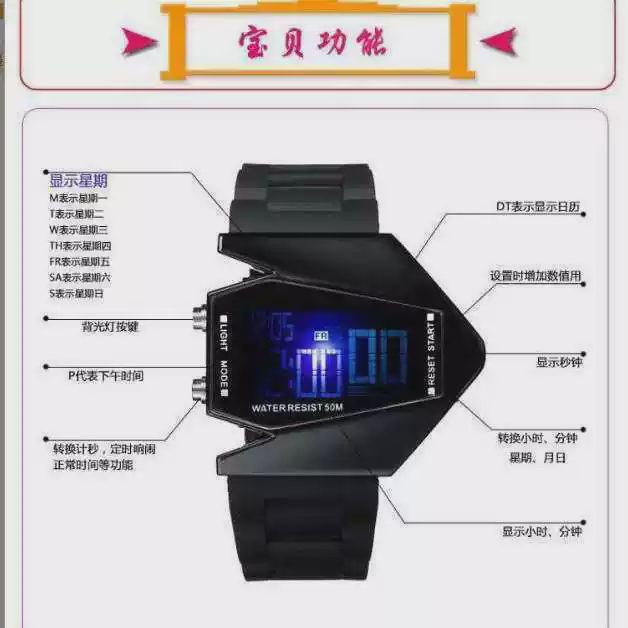 宝贝功能
显示星期
M表示星期一
T表示星期二
W表示星期三
TH表示星期四
FR表示星期五
SA表示星期六
S表示星期日
背光灯按键
P代表下午时间
转换计秒，定时响闹
正常时间等功能
DT表示显示日历
设置时增加数值用
显示秒钟
转换小时、分钟
星期、月日
显示小时、分钟
LIGHT
MODE
FR
00
00
RESET START
WATER RESIST 50M